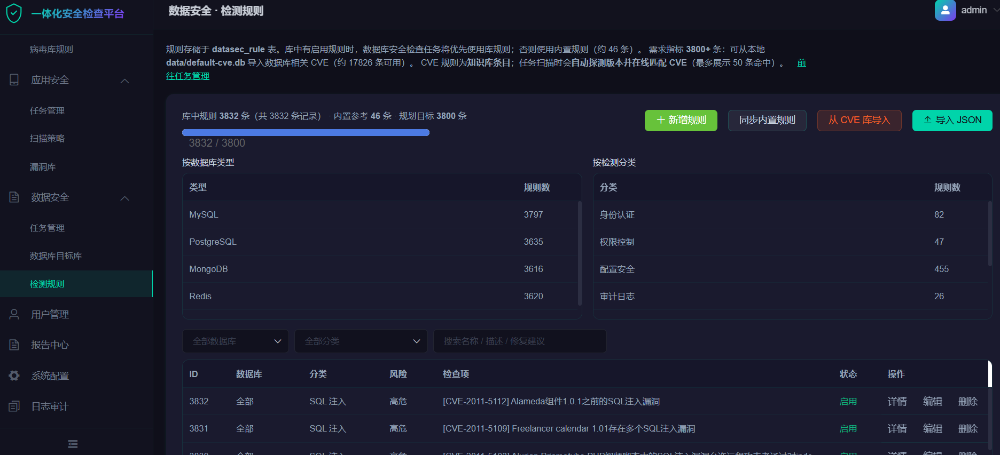 一体化安全检查平台
数据安全 · 检测规则
admin
病毒库规则
应用安全
任务管理
扫描策略
漏洞库
数据安全
任务管理
数据库目标库
检测规则
用户管理
报告中心
系统配置
日志审计
规则存储于 datasec_rule 表。库中有启用规则时，数据库安全检查任务将优先使用库规则；否则使用内置规则（约 46 条）。 需求指标 3800+ 条：可从本地
data/default-cve.db 导入数据库相关 CVE（约 17826 条可用）。 CVE 规则为知识库条目；任务扫描时会自动探测版本并在线匹配 CVE（最多展示 50 条命中）。 前
往任务管理
库中规则 3832 条（共 3832 条记录） · 内置参考 46 条 · 规划目标 3800 条
3832 / 3800
新增规则 同步内置规则 从 CVE 库导入 导入 JSON
按数据库类型
类型 规则数
MySQL 3797
PostgreSQL 3635
MongoDB 3616
Redis 3620
按检测分类
分类 规则数
身份认证 82
权限控制 47
配置安全 455
审计日志 26
全部数据库 全部分类 搜索名称 / 描述 / 修复建议
ID 数据库 分类 风险 检查项 状态 操作
3832 全部 SQL 注入 高危 [CVE-2011-5112] Alameda组件1.0.1之前的SQL注入漏洞 启用 详情 编辑 删除
3831 全部 SQL 注入 高危 [CVE-2011-5109] Freelancer calendar 1.01存在多个SQL注入漏洞 启用 详情 编辑 删除